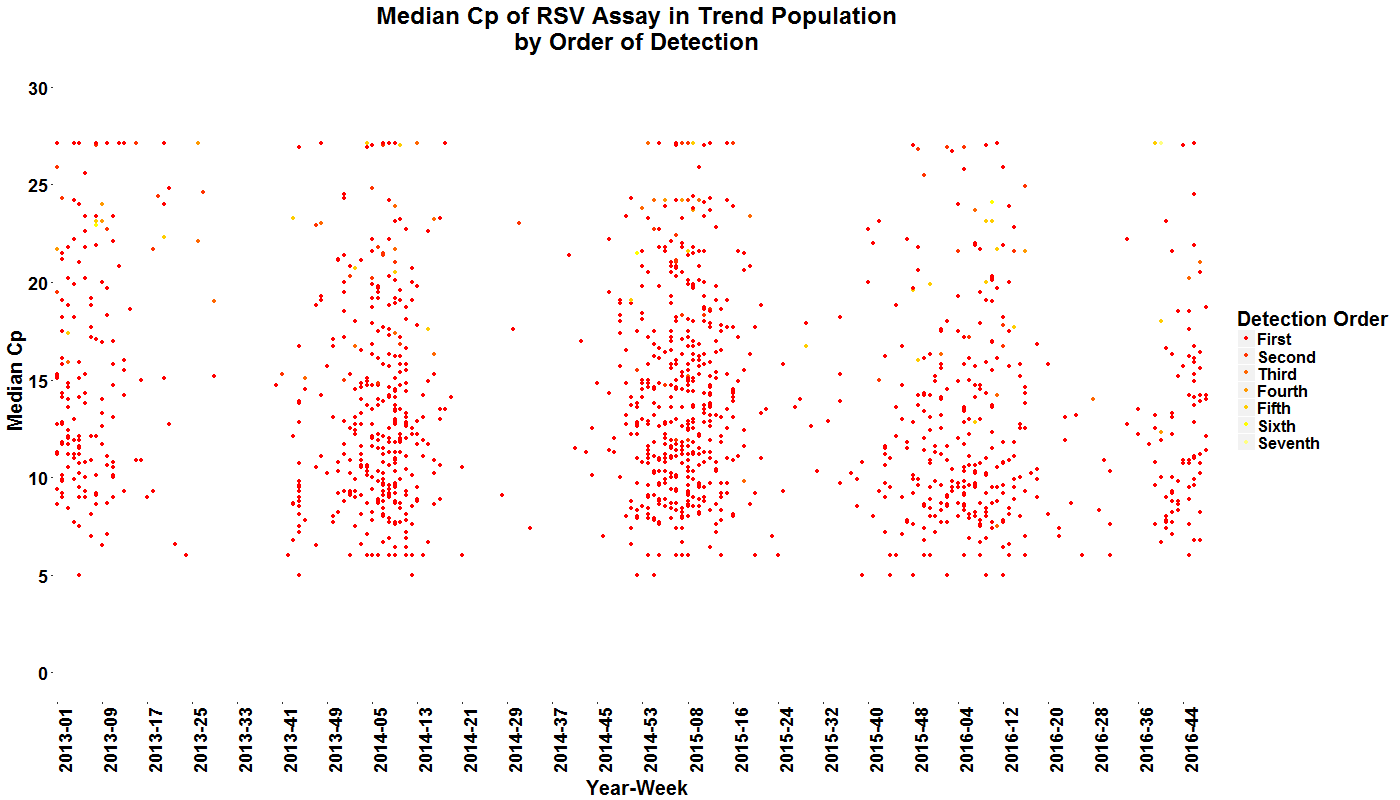 Median Cp of RSV Assay in Trend Population
by Order of Detection
30
25
20
15
10
5
0
Median Cp
2013-01
2013-09
2013-17
2013-25
2013-33
2013-41
2013-49
2014-05
2014-13
2014-21
2014-29
2014-37
2014-45
2014-53
2015-08
2015-16
2015-24
2015-32
2015-40
2015-48
2016-04
2016-12
2016-20
2016-28
2016-36
2016-44
Year-Week
Detection Order
First
Second
Third
Fourth
Fifth
Sixth
Seventh